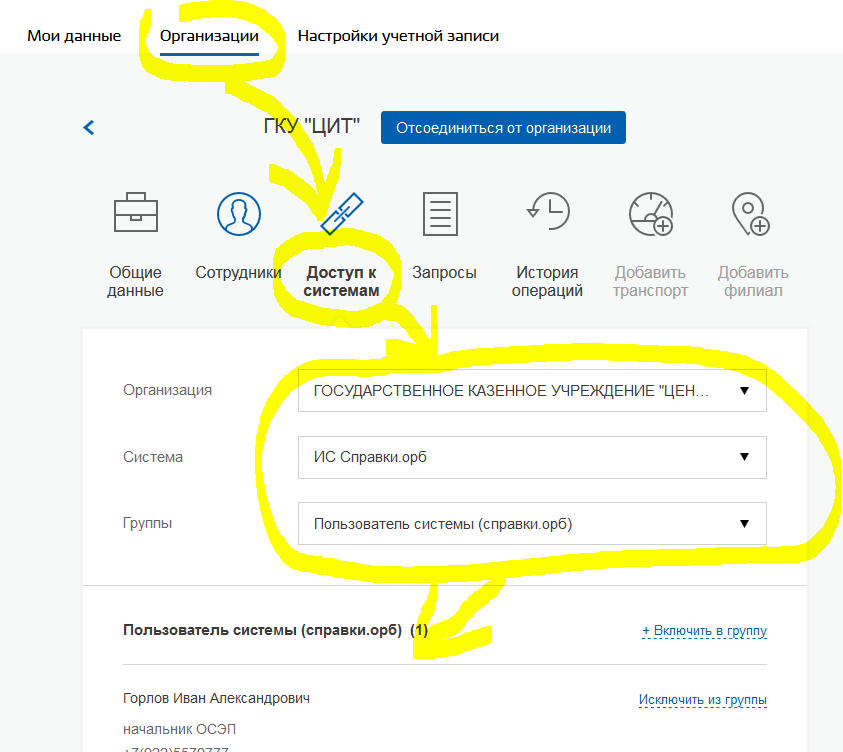 Мои данные Организации Настройки учетной записи
ГКУ "ЦИТ" Отсоединиться от организации
Общие данные Сотрудники Доступ к системам Запросы История операций Добавить транспорт Добавить филиал
Организация ГОСУДАРСТВЕННОЕ КАЗЕННОЕ УЧРЕЖДЕНИЕ "ЦЕН...
Система ИС Справки.орб
Группы Пользователь системы (справки.орб)
Пользователь системы (справки.орб) (1) + Включить в группу
Горлов Иван Александрович Исключить из группы
начальник ОСЭП